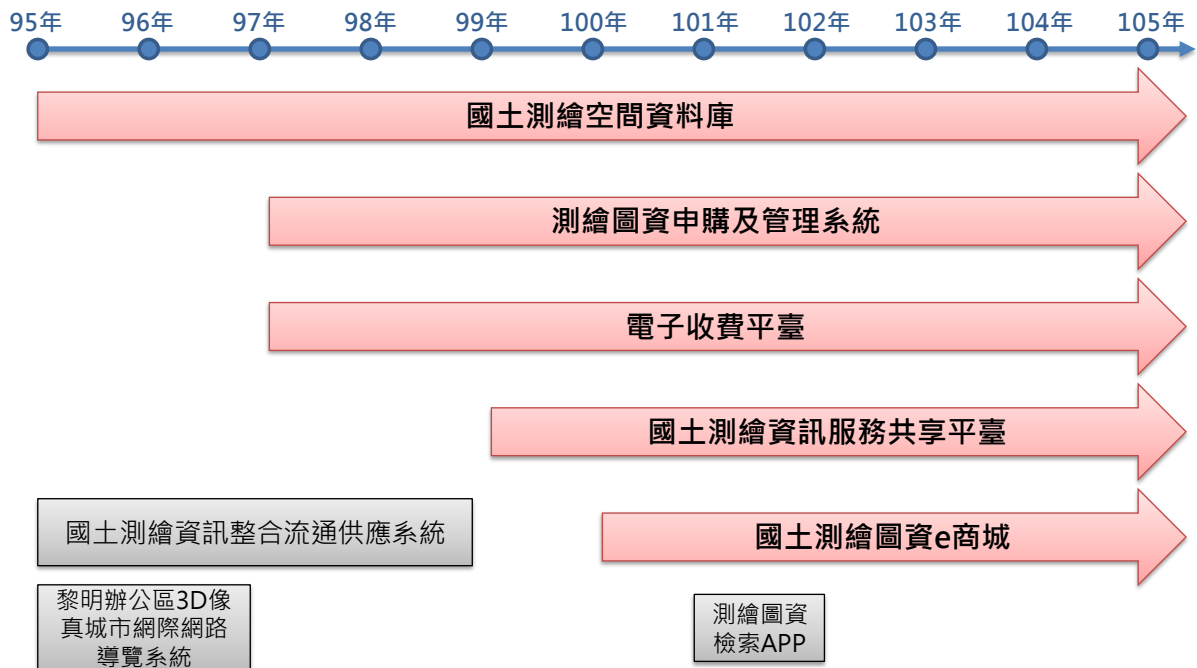 95年 96年 97年 98年 99年 100年 101年 102年 103年 104年 105年
國土測繪空間資料庫
測繪圖資申購及管理系統
電子收費平臺
國土測繪資訊服務共享平臺
國土測繪資訊整合流通供應系統
國土測繪圖資e商城
黎明辦公區3D像
真城市網際網路
導覽系統
測繪圖資
檢索APP